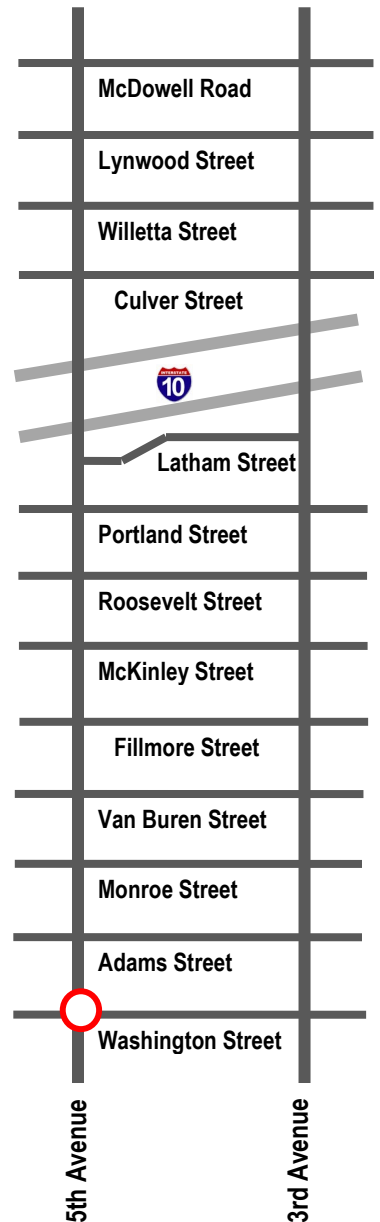 McDowell Road
Lynwood Street
Willetta Street
Culver Street
INTERSTATE
10
Latham Street
Portland Street
Roosevelt Street
McKinley Street
Fillmore Street
Van Buren Street
Monroe Street
Adams Street
Washington Street
5th Avenue
3rd Avenue